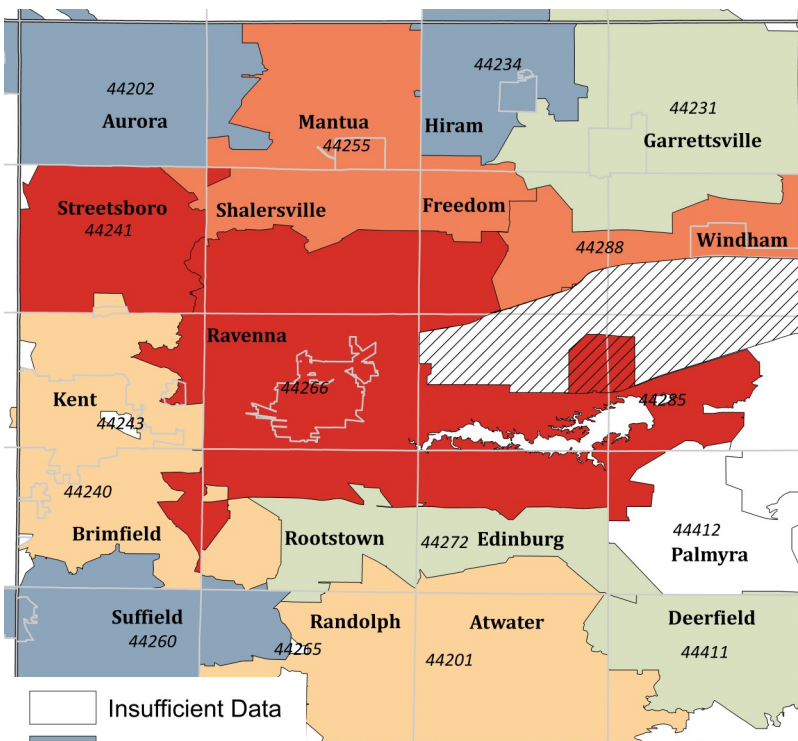 44202
Aurora
Mantua
44255
44234
Hiram
44231
Garrettsville
Streetsboro
44241
Shalersville
Freedom
44288
Windham
Ravenna
44266
44285
Kent
44243
44240
Brimfield
Rootstown
44272
Edinburg
44412
Palmyra
Suffield
44260
44265
Randolph
Atwater
44201
Deerfield
44411
Insufficient Data